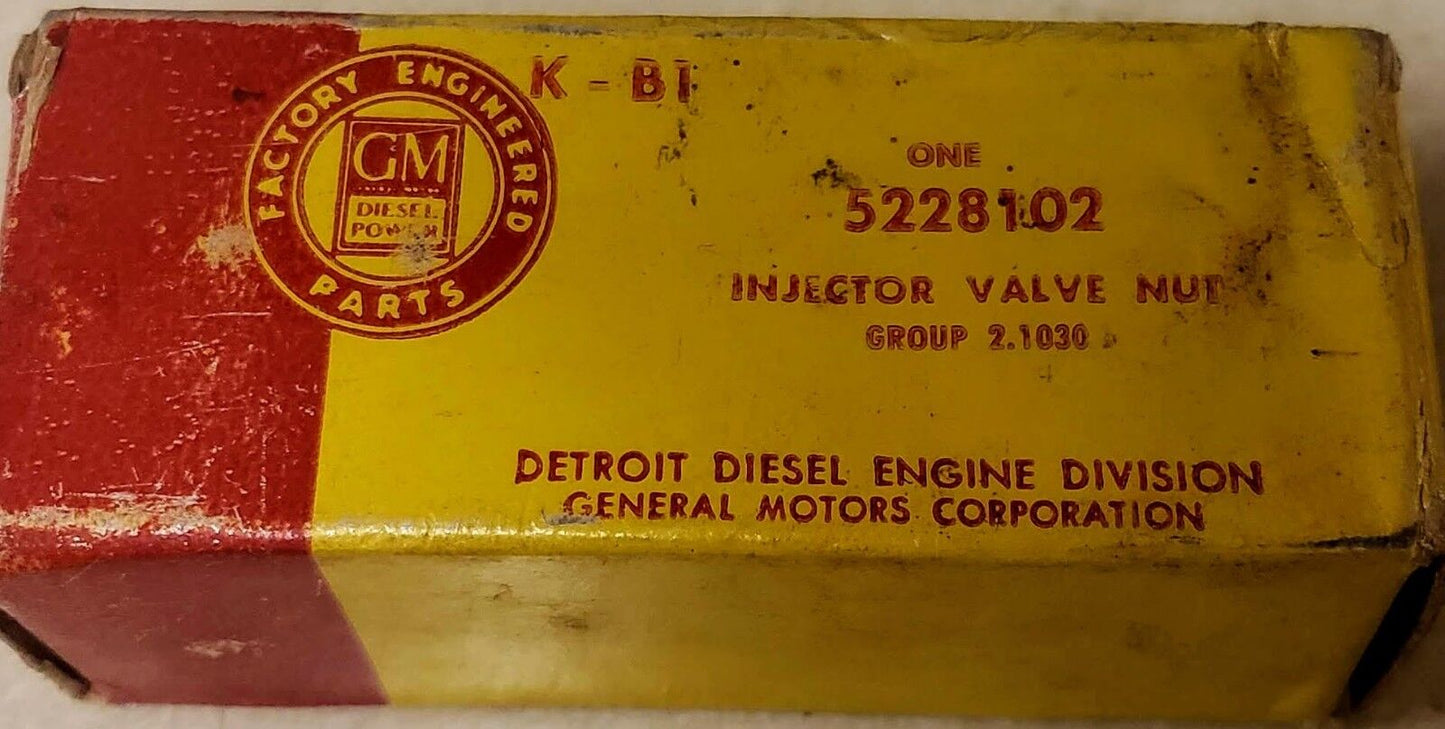 FACTORY ENGINEERED
PARTS
GM
DIESEL
POWER
K - B1
ONE
5228102
INJECTOR VALVE NUT
GROUP 2.1030
DETROIT DIESEL ENGINE DIVISION
GENERAL MOTORS CORPORATION